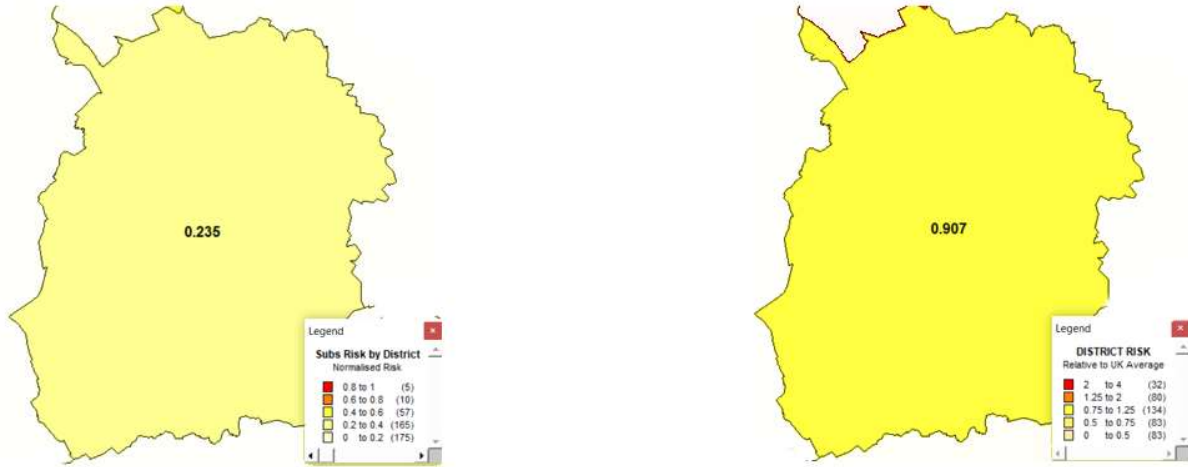 0.235
Legend
Subs Risk by District
Normalised Risk
0.8 to 1 (5)
0.6 to 0.8 (10)
0.4 to 0.6 (57)
0.2 to 0.4 (165)
0 to 0.2 (175)
0.907
Legend
DISTRICT RISK
Relative to UK Average
2 to 4 (32)
1.25 to 2 (80)
0.75 to 1.25 (134)
0.5 to 0.75 (83)
0 to 0.5 (83)